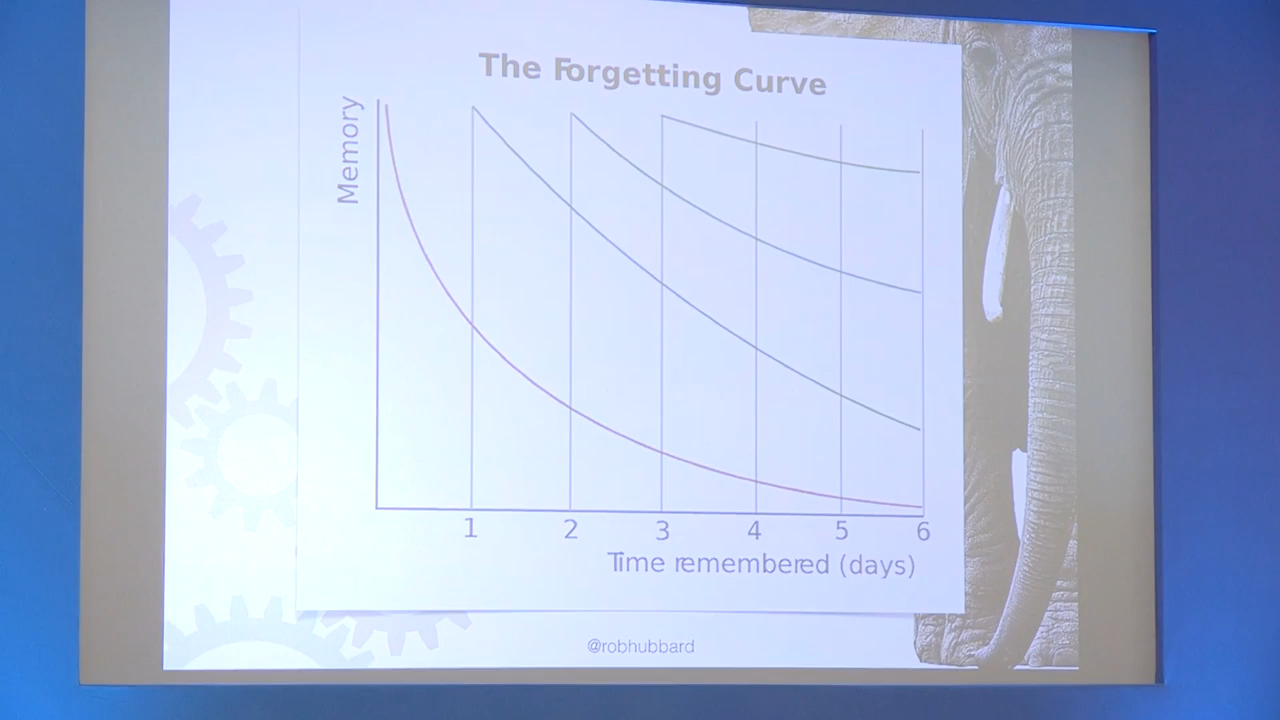 The Forgetting Curve
Memory
1 2 3 4 5 6
Time remembered (days)
@robhubbard